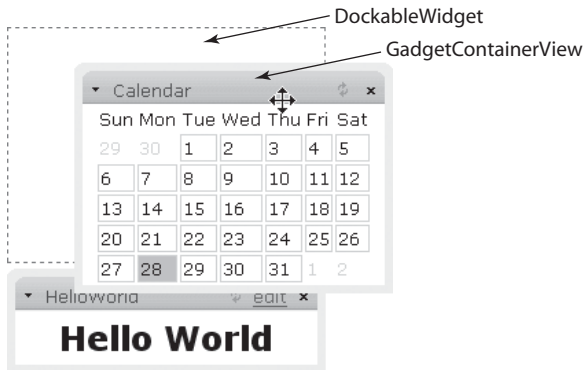 DockableWidget
GadgetContainerView
Calendar
Sun Mon Tue Wed Thu Fri Sat
29 30 1 2 3 4 5
6 7 8 9 10 11 12
13 14 15 16 17 18 19
20 21 22 23 24 25 26
27 28 29 30 31 1 2
HelloWorld edit
Hello World